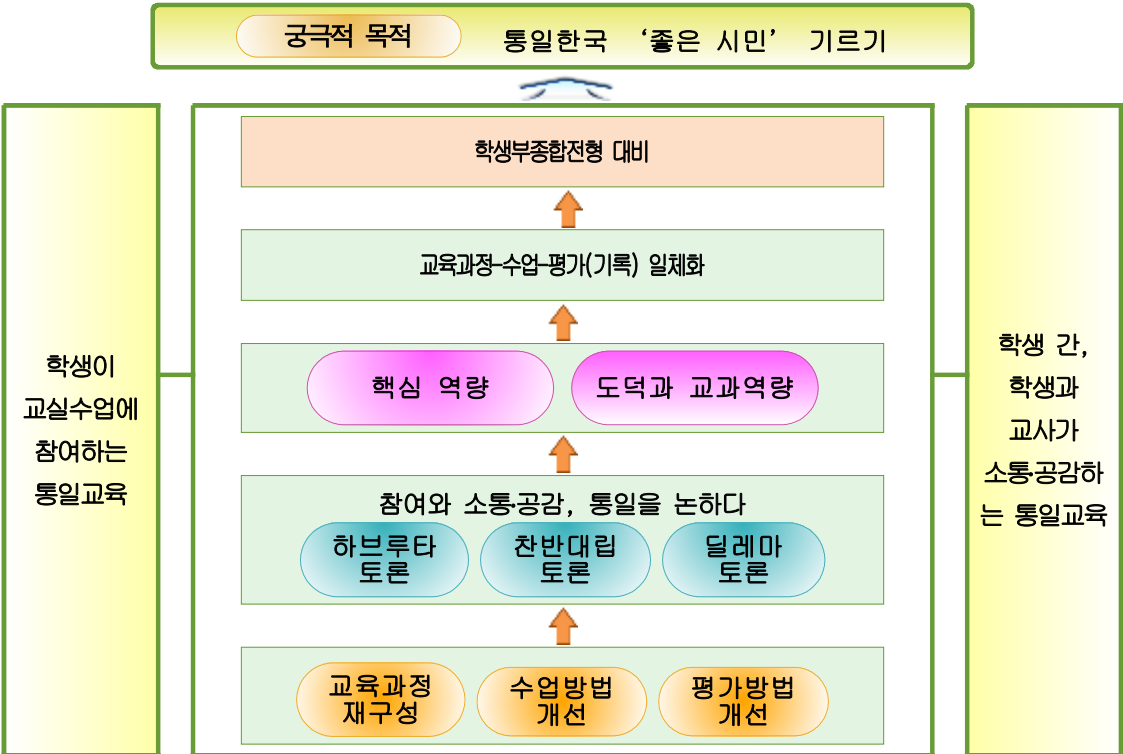 궁극적 목적 통일한국 ‘좋은 시민’ 기르기
학생부종합전형 대비
교육과정-수업-평가(기록) 일체화
핵심 역량 도덕과 교과역량
참여와 소통·공감, 통일을 논하다
하브루타
토론
찬반대립
토론
딜레마
토론
교육과정
재구성
수업방법
개선
평가방법
개선
학생이
교실수업에
참여하는
통일교육
학생 간,
학생과
교사가
소통·공감하
는 통일교육